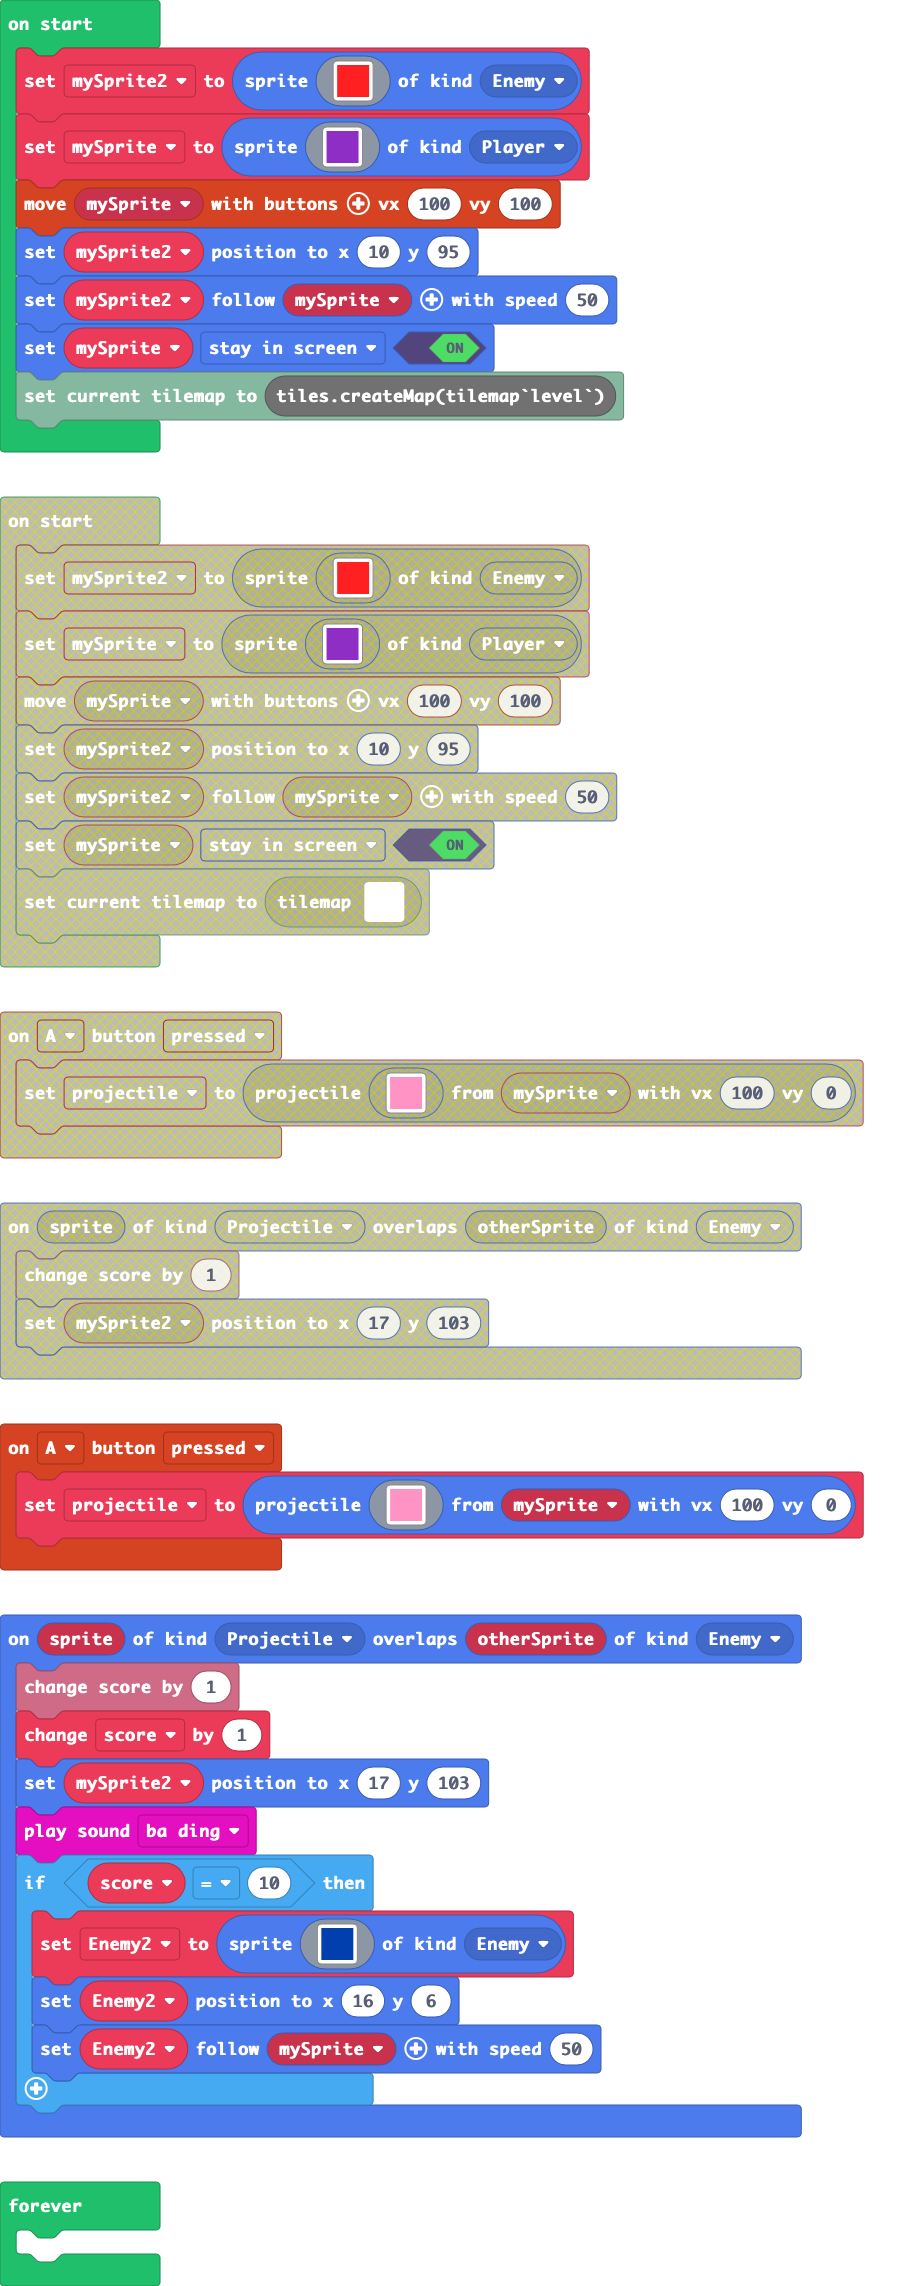 on start
set mySprite2 to sprite of kind Enemy
set mySprite to sprite of kind Player
move mySprite with buttons vx 100 vy 100
set mySprite2 position to x 10 y 95
set mySprite2 follow mySprite with speed 50
set mySprite stay in screen ON
set current tilemap to tiles.createMap(tilemap`level`)
on start
set mySprite2 to sprite of kind Enemy
set mySprite to sprite of kind Player
move mySprite with buttons vx 100 vy 100
set mySprite2 position to x 10 y 95
set mySprite2 follow mySprite with speed 50
set mySprite stay in screen ON
set current tilemap to tilemap
on A button pressed
set projectile to projectile from mySprite with vx 100 vy 0
on sprite of kind Projectile overlaps otherSprite of kind Enemy
change score by 1
set mySprite2 position to x 17 y 103
on A button pressed
set projectile to projectile from mySprite with vx 100 vy 0
on sprite of kind Projectile overlaps otherSprite of kind Enemy
change score by 1
change score by 1
set mySprite2 position to x 17 y 103
play sound ba ding
if score = 10 then
set Enemy2 to sprite of kind Enemy
set Enemy2 position to x 16 y 6
set Enemy2 follow mySprite with speed 50
forever